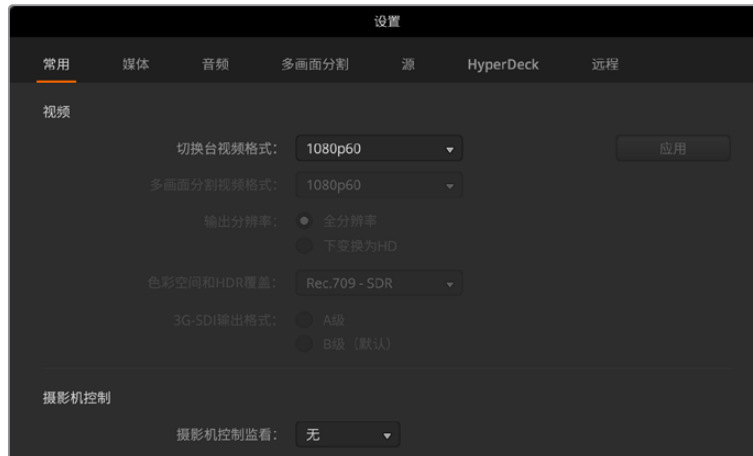 设置
常用 媒体 音频 多画面分割 源 HyperDeck 远程
视频
切换台视频格式： 1080p60 应用
多画面分割视频格式： 1080p60
输出分辨率： 全分辨率
下变换为HD
色彩空间和HDR覆盖： Rec.709 - SDR
3G-SDI输出格式： A级
B级（默认）
摄影机控制
摄影机控制监看： 无